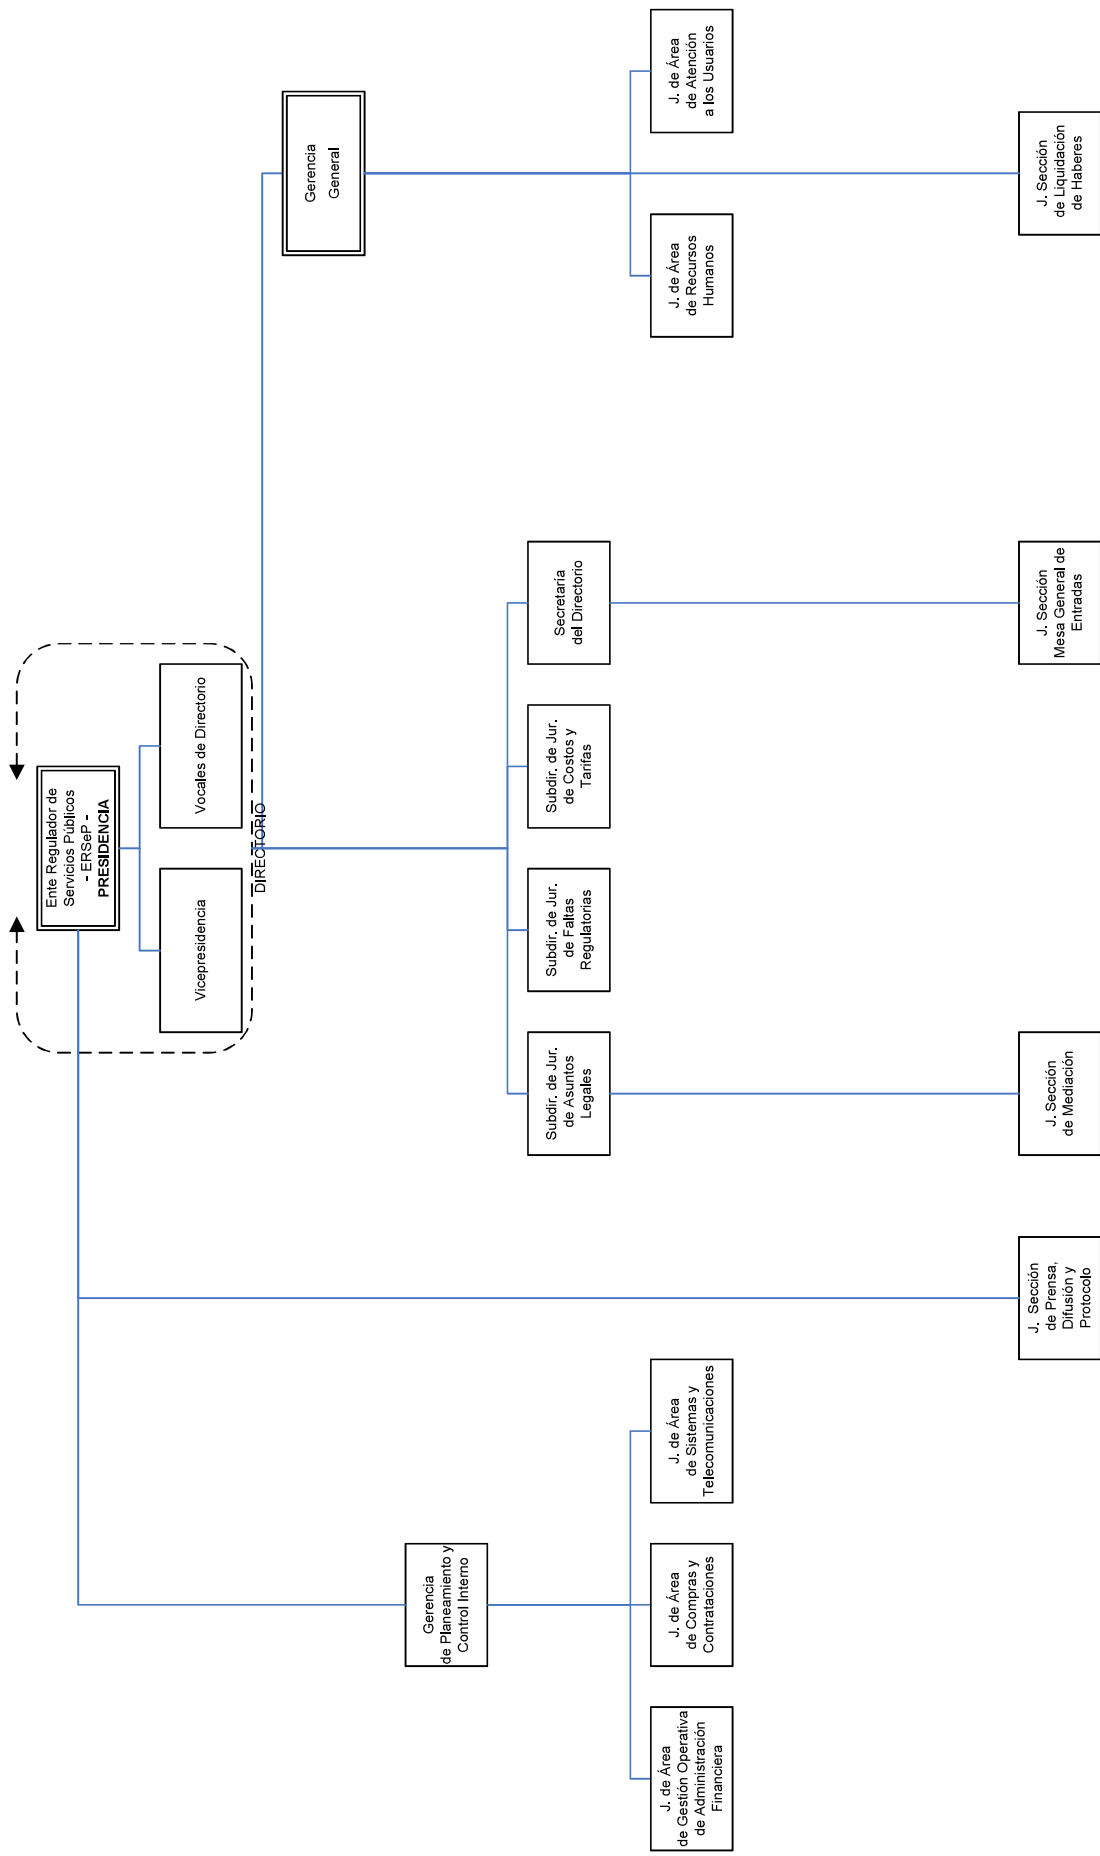 Ente Regulador de
Servicios Públicos
- ERSeP -
PRESIDENCIA
Vicepresidencia
Vocales de Directorio
DIRECTORIO
Gerencia
General
Gerencia
de Planeamiento y
Control Interno
Subdir. de Jur.
de Asuntos
Legales
Subdir. de Jur.
de Faltas
Regulatorias
Subdir. de Jur.
de Costos y
Tarifas
Secretaría
del Directorio
J. de Área
de Gestión Operativa
de Administración
Financiera
J. de Área
de Compras y
Contrataciones
J. de Área
de Sistemas y
Telecomunicaciones
J. de Área
de Recursos
Humanos
J. de Área
de Atención
a los Usuarios
J. Sección
de Prensa,
Difusión y
Protocolo
J. Sección
de Mediación
J. Sección
Mesa General de
Entradas
J. Sección
de Liquidación
de Haberes